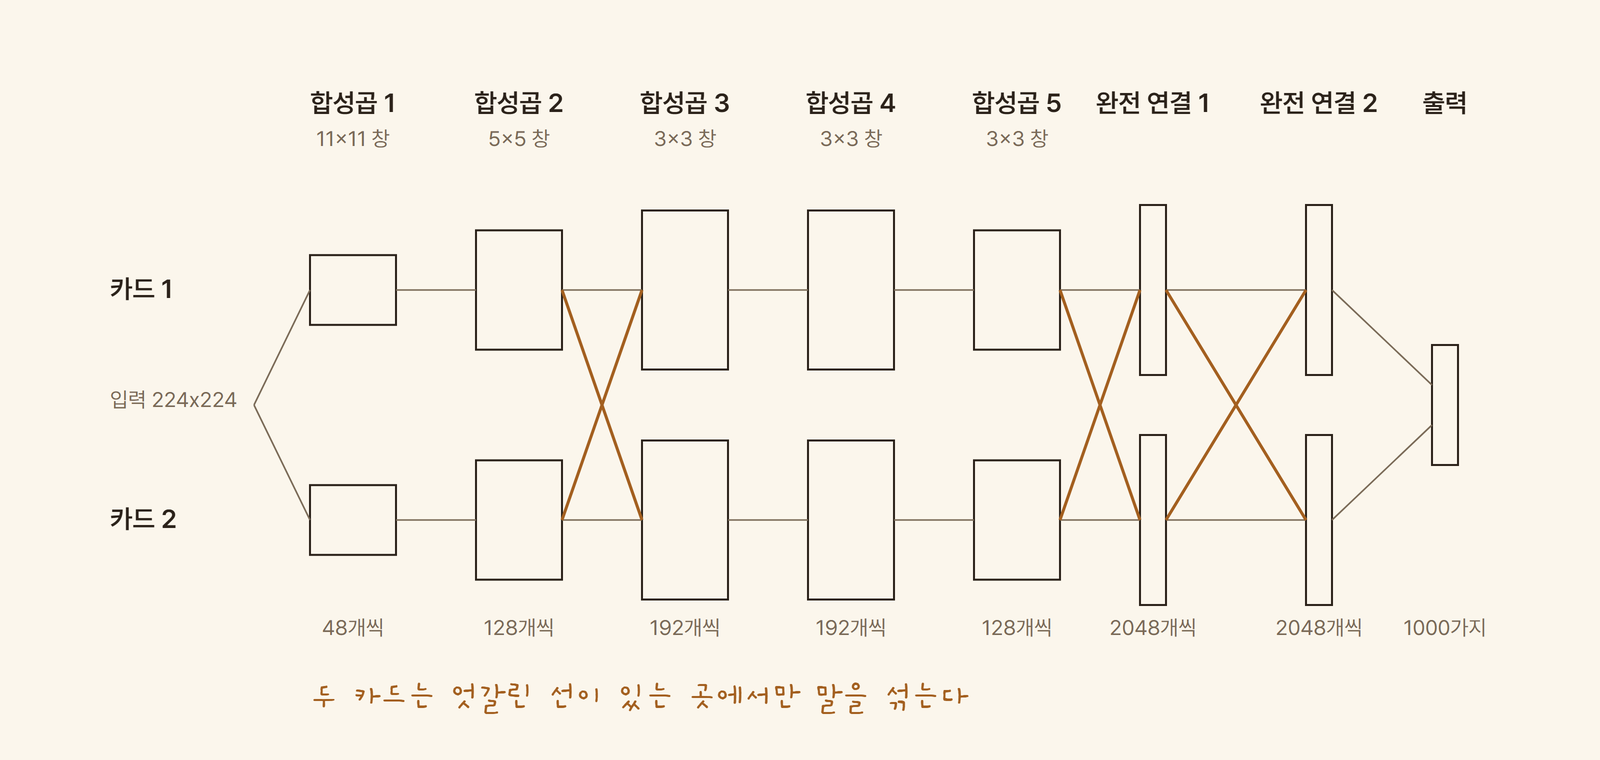 합성곱 1 합성곱 2 합성곱 3 합성곱 4 합성곱 5 완전 연결 1 완전 연결 2 출력
11×11 창 5×5 창 3×3 창 3×3 창 3×3 창
카드 1
입력 224x224
카드 2
48개씩 128개씩 192개씩 192개씩 128개씩 2048개씩 2048개씩 1000가지
두 카드는 엇갈린 선이 있는 곳에서만 말을 섞는다